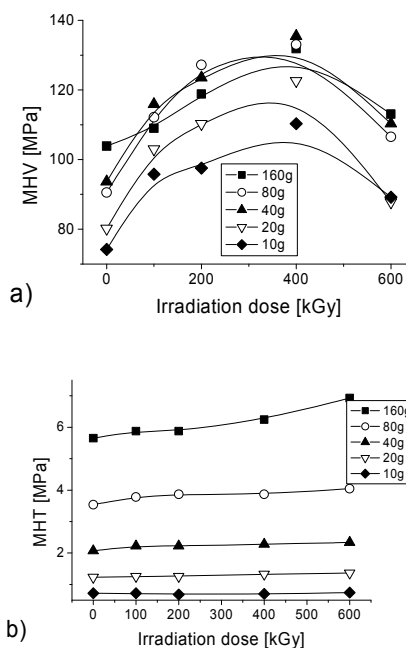 140
120
100
80
MHV [MPa]
160g
80g
40g
20g
10g
0 200 400 600
Irradiation dose [kGy]
a)
6
4
2
MHT [MPa]
160g
80g
40g
20g
10g
0 100 200 300 400 500 600
Irradiation dose [kGy]
b)